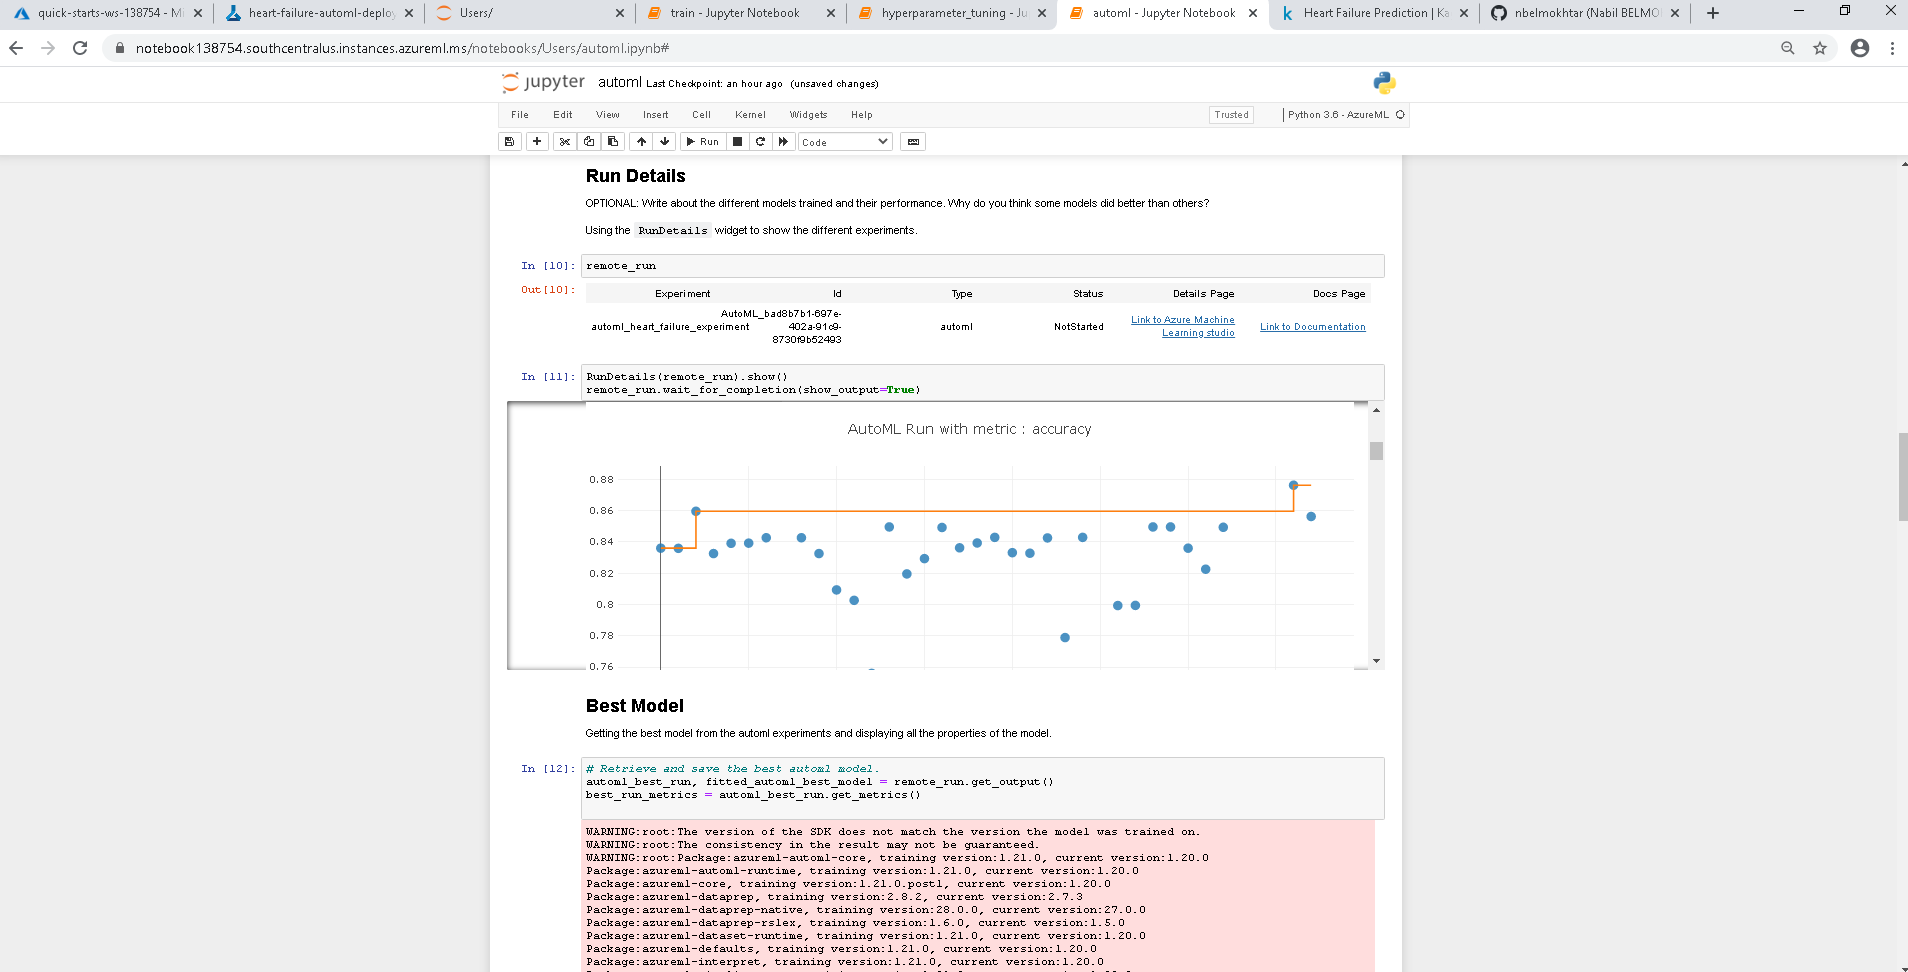 quick-starts-ws-138754 - Mi
heart-failure-automl-deploy
Users/
train - Jupyter Notebook
hyperparameter_tuning - Ju
automl - Jupyter Notebook
Heart Failure Prediction | Ka
nbelmokhtar (Nabil BELMO
notebook138754.southcentralus.instances.azureml.ms/notebooks/Users/automl.ipynb#
jupyter automl Last Checkpoint: an hour ago (unsaved changes)
File Edit View Insert Cell Kernel Widgets Help Trusted Python 3.6 - AzureML
Run Code
Run Details
OPTIONAL: Write about the different models trained and their performance. Why do you think some models did better than others?
Using the RunDetails widget to show the different experiments.
In [10]: remote_run
Out[10]: Experiment Id Type Status Details Page Docs Page
automl_heart_failure_experiment AutoML_bad8b7b1-697e-402a-91c9-8730f9b52493 automl NotStarted Link to Azure Machine Learning studio Link to Documentation
In [11]: RunDetails(remote_run).show()
remote_run.wait_for_completion(show_output=True)
AutoML Run with metric : accuracy
0.88
0.86
0.84
0.82
0.8
0.78
0.76
Best Model
Getting the best model from the automl experiments and displaying all the properties of the model.
In [12]: # Retrieve and save the best automl model.
automl_best_run, fitted_automl_best_model = remote_run.get_output()
best_run_metrics = automl_best_run.get_metrics()
WARNING:root:The version of the SDK does not match the version the model was trained on.
WARNING:root:The consistency in the result may not be guaranteed.
WARNING:root:Package:azureml-automl-core, training version:1.21.0, current version:1.20.0
Package:azureml-automl-runtime, training version:1.21.0, current version:1.20.0
Package:azureml-core, training version:1.21.0.post1, current version:1.20.0
Package:azureml-dataprep, training version:2.8.2, current version:2.7.3
Package:azureml-dataprep-native, training version:28.0.0, current version:27.0.0
Package:azureml-dataprep-rslex, training version:1.6.0, current version:1.5.0
Package:azureml-dataset-runtime, training version:1.21.0, current version:1.20.0
Package:azureml-defaults, training version:1.21.0, current version:1.20.0
Package:azureml-interpret, training version:1.21.0, current version:1.20.0